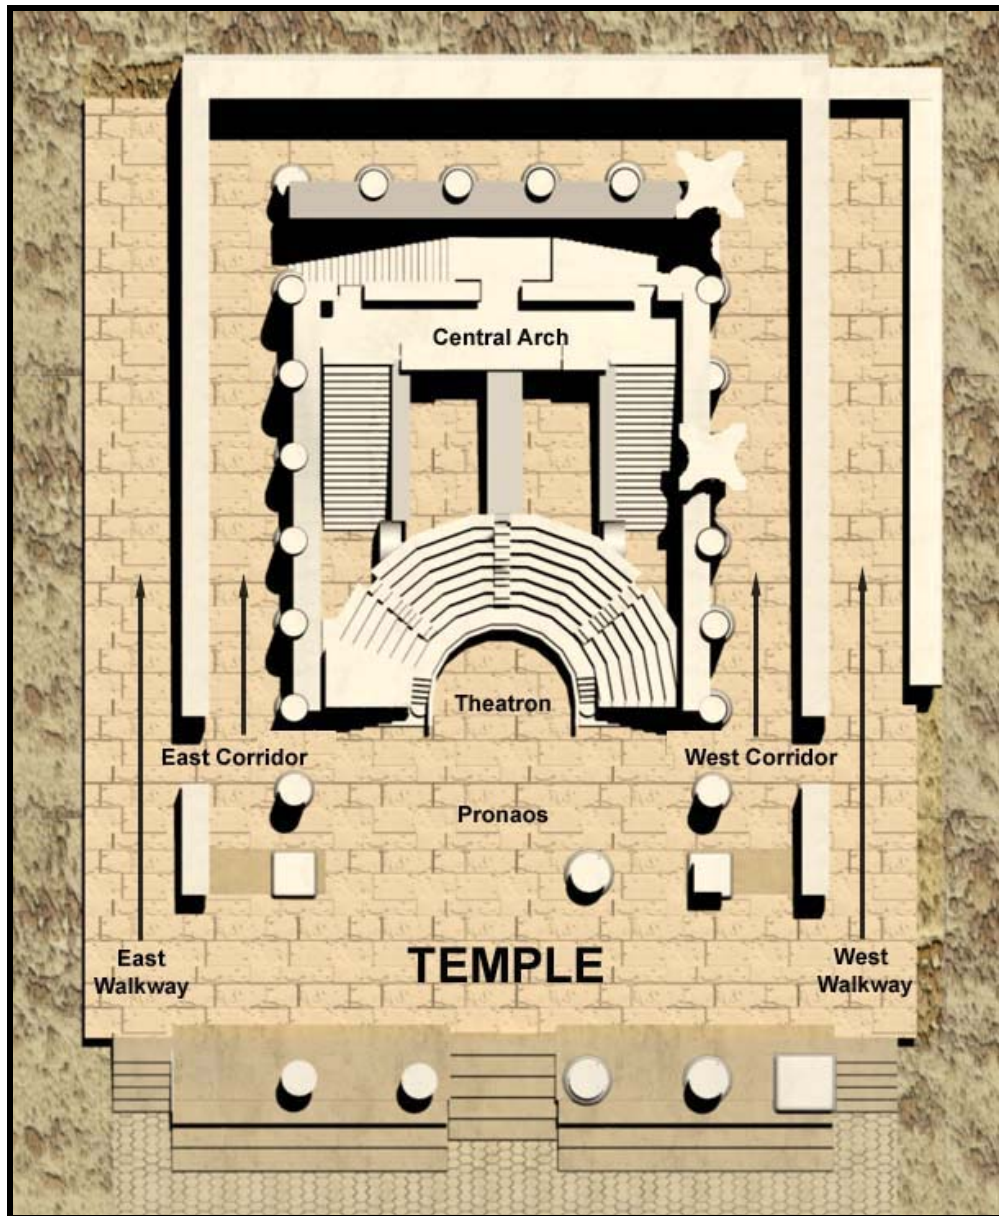 Central Arch
Theatron
East Corridor
West Corridor
Pronaos
TEMPLE
East
Walkway
West
Walkway